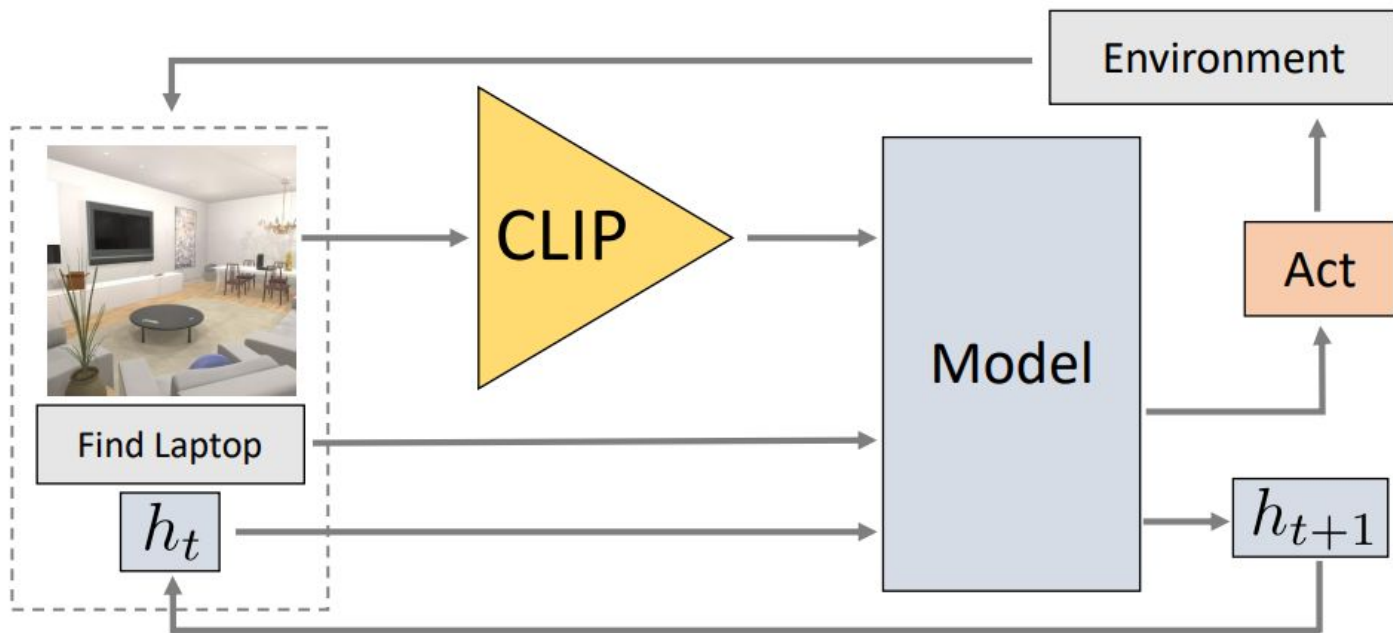 Environment
CLIP
Act
Model
Find Laptop
h_t
h_{t+1}